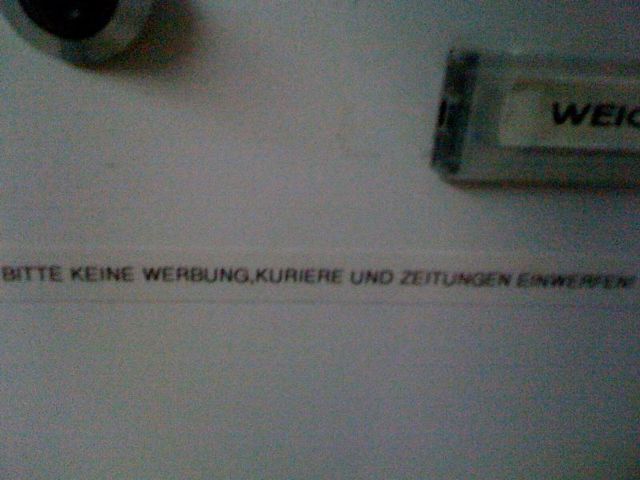 WEIC
BITTE KEINE WERBUNG,KURIERE UND ZEITUNGEN EINWERFEN!